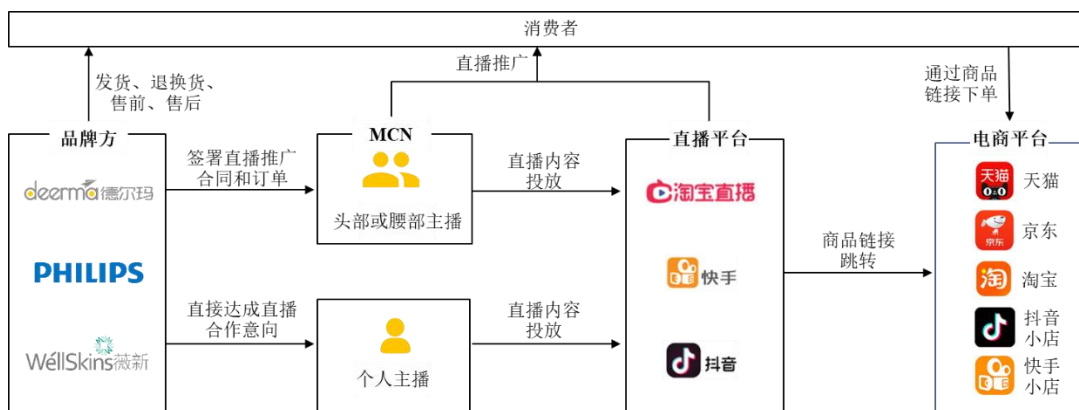 消费者
发货、退换货、
售前、售后
直播推广
通过商品
链接下单
品牌方
deerma德尔玛
PHILIPS
WéllSkins薇新
签署直播推广
合同和订单
直接达成直播
合作意向
MCN
头部或腰部主播
个人主播
直播内容
投放
直播内容
投放
直播平台
淘宝直播
快手
抖音
商品链接
跳转
电商平台
天猫
天猫
京东
京东
淘
淘宝
抖音
小店
快手
小店